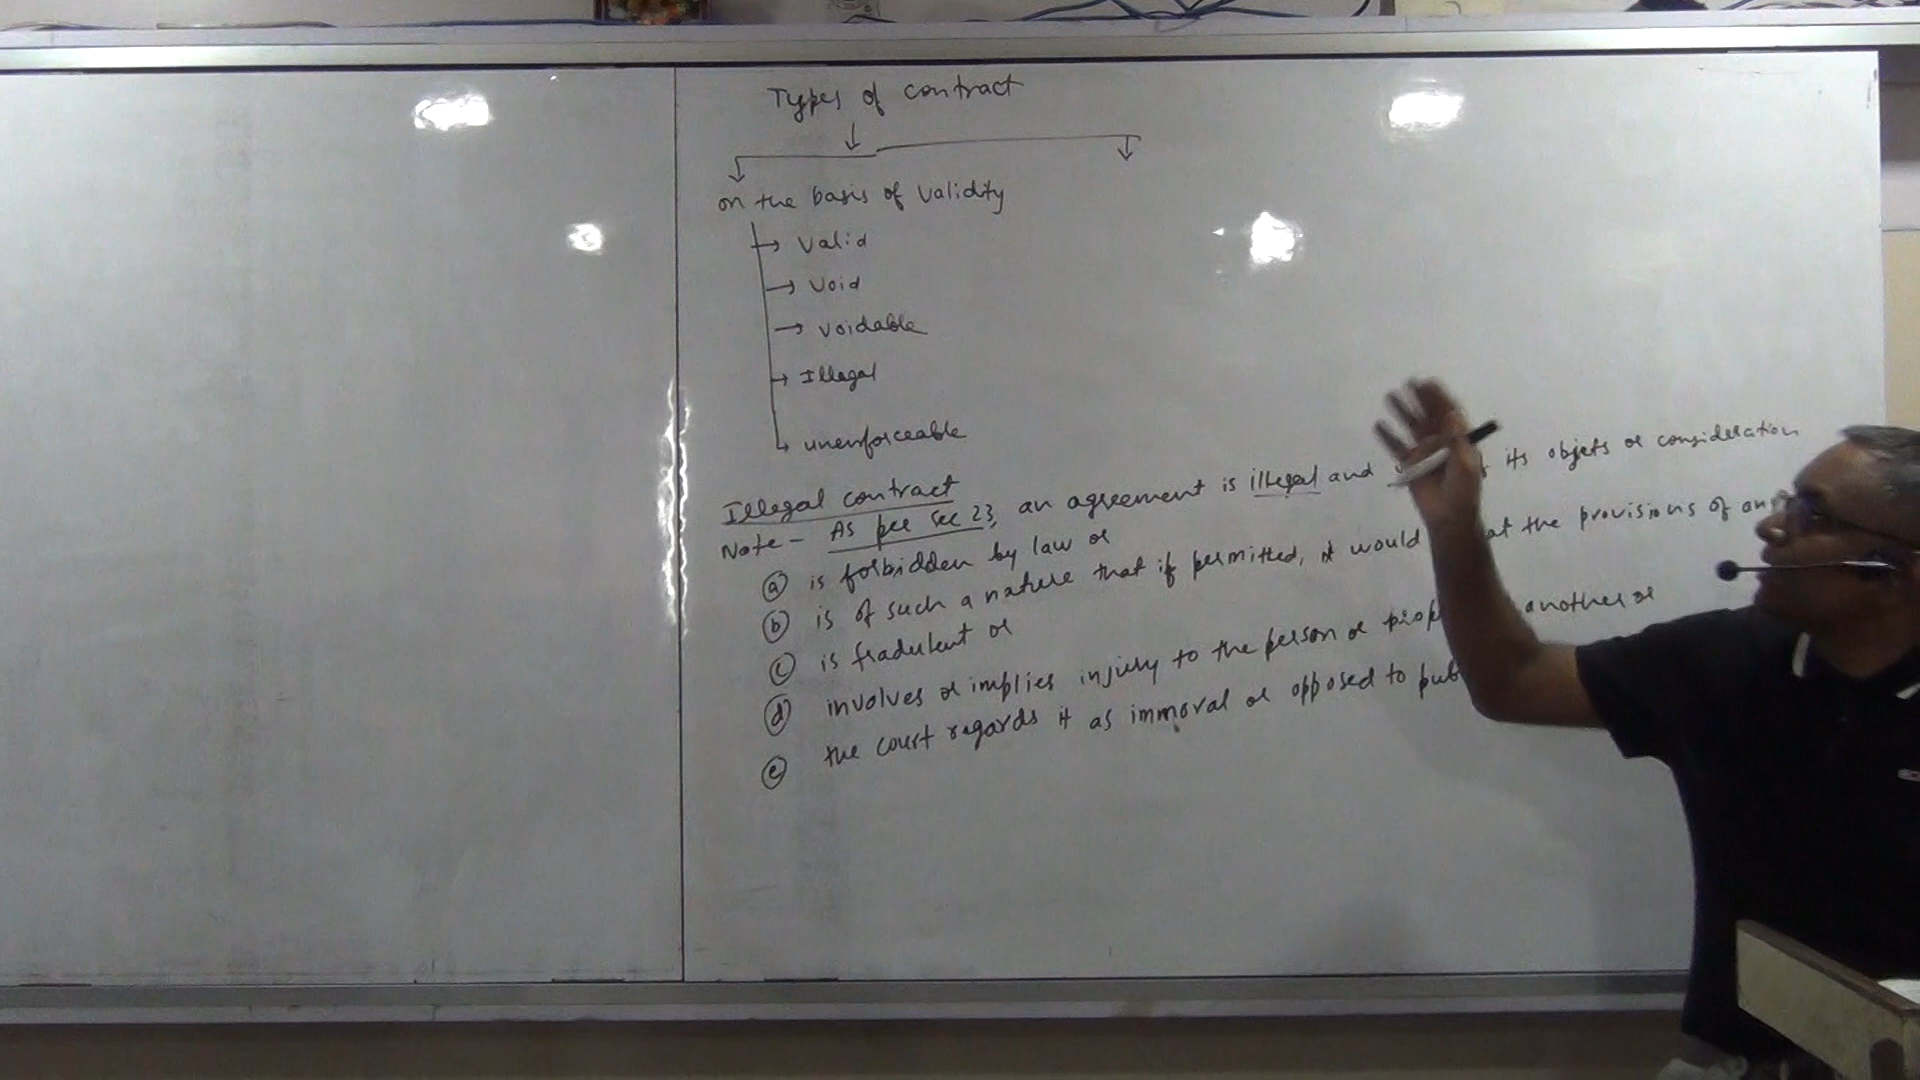 Types of contract
on the basis of validity
valid
void
voidable
Illagal
unenforceable
Illegal contract
Note - As per sec 23, an agreement is illegal and its objets or consideration
(a) is forbidden by law or
(b) is of such a nature that if permitted, it would at the provisions of
(c) is fradulent or
(d) involves or implies injury to the person or another or
(e) the court regards it as immoral or opposed to